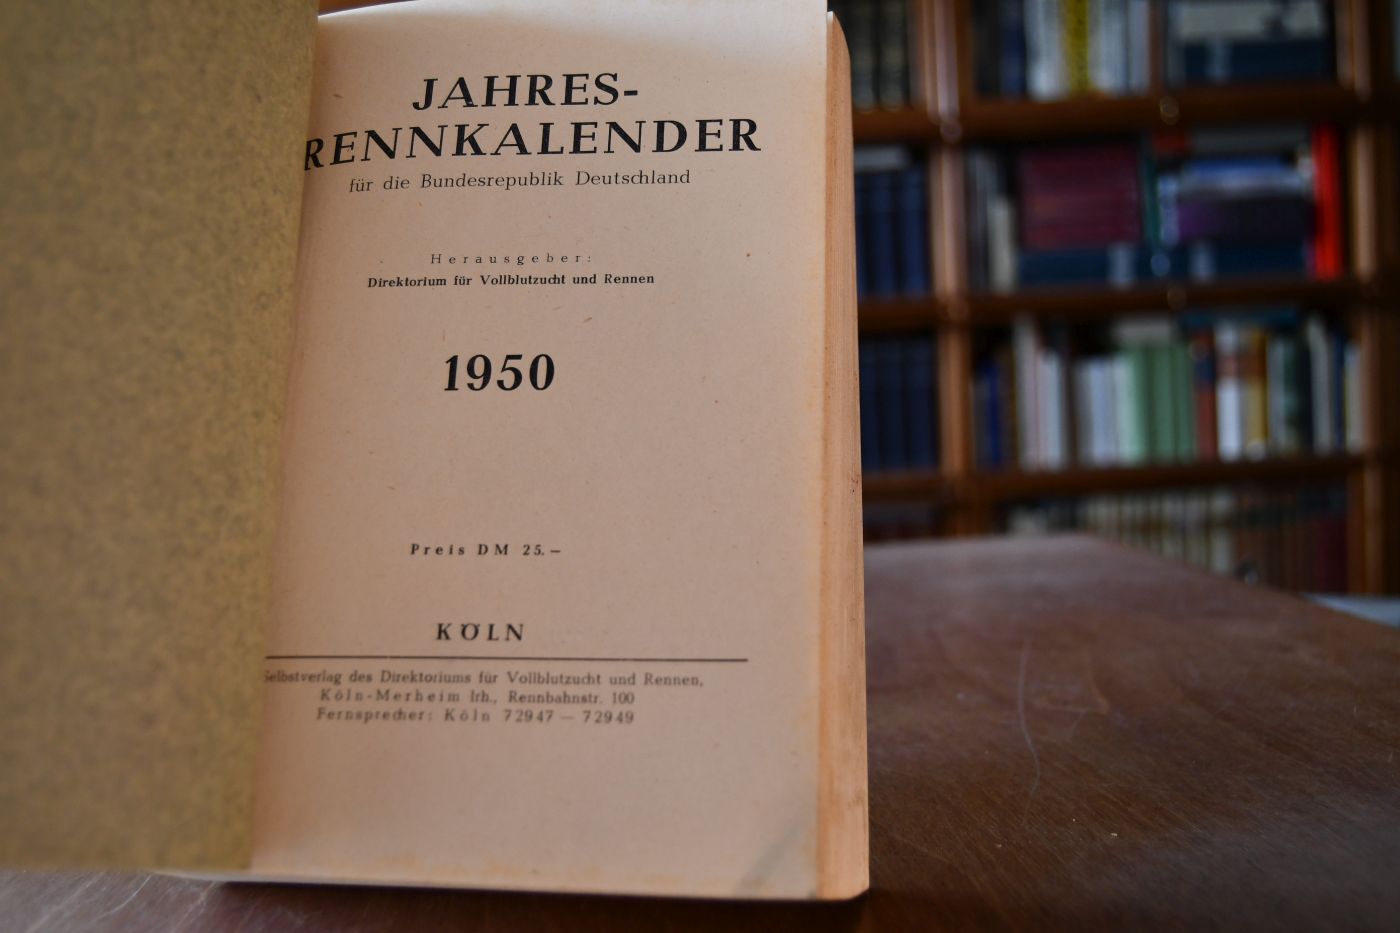 JAHRES-
RENNKALENDER
für die Bundesrepublik Deutschland
Herausgeber:
Direktorium für Vollblutzucht und Rennen
1950
Preis DM 25.—
KÖLN
Selbstverlag des Direktoriums für Vollblutzucht und Rennen,
Köln-Merheim lrh., Rennbahnstr. 100
Fernsprecher: Köln 72947 — 72949